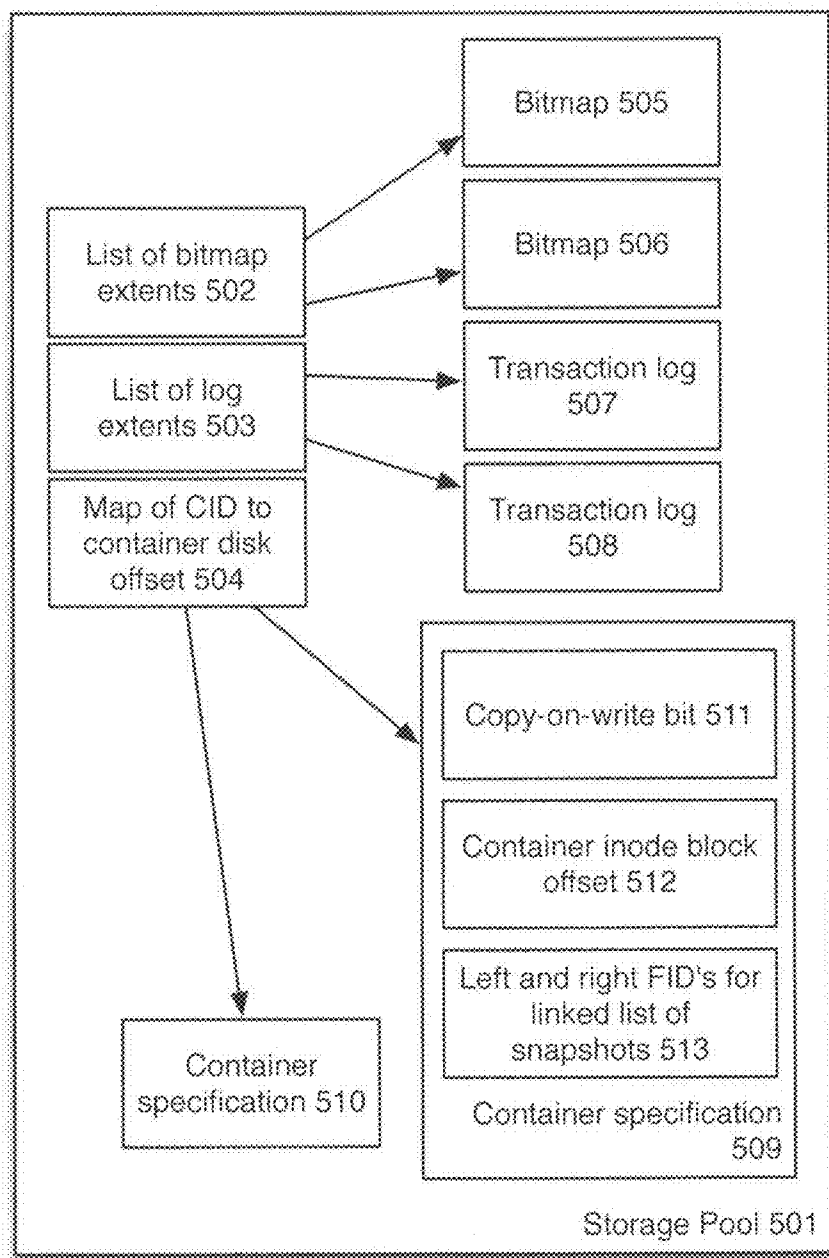 Bitmap 505
Bitmap 506
List of bitmap
extents 502
List of log
extents 503
Map of CID to
container disk
offset 504
Transaction log
507
Transaction log
508
Copy-on-write bit 511
Container inode block
offset 512
Left and right FID's for
linked list of
snapshots 513
Container specification
509
Container
specification 510
Storage Pool 501